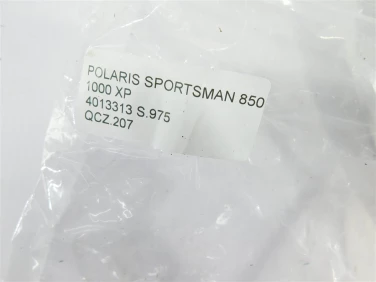 POLARIS SPORTSMAN 850
1000 XP
4013313 S.975
QCZ.207